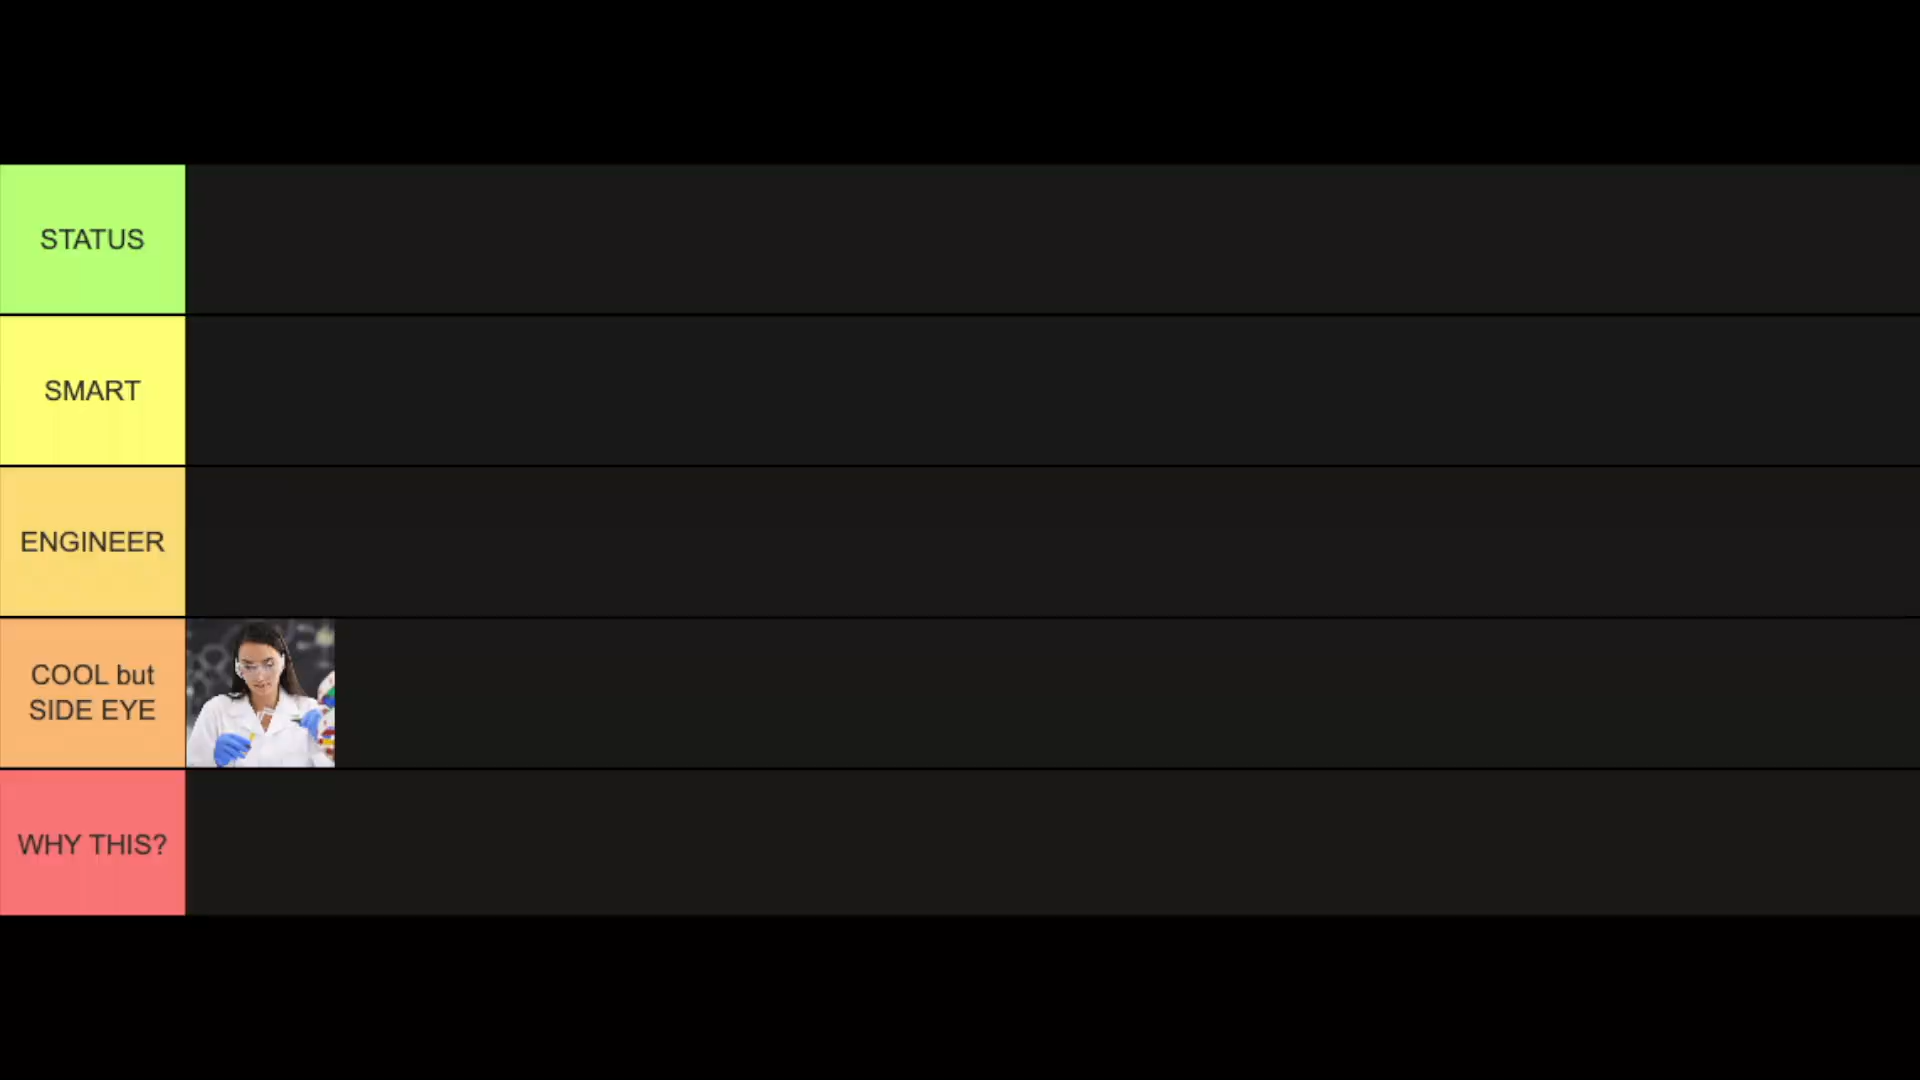 STATUS
SMART
ENGINEER
COOL but
SIDE EYE
WHY THIS?